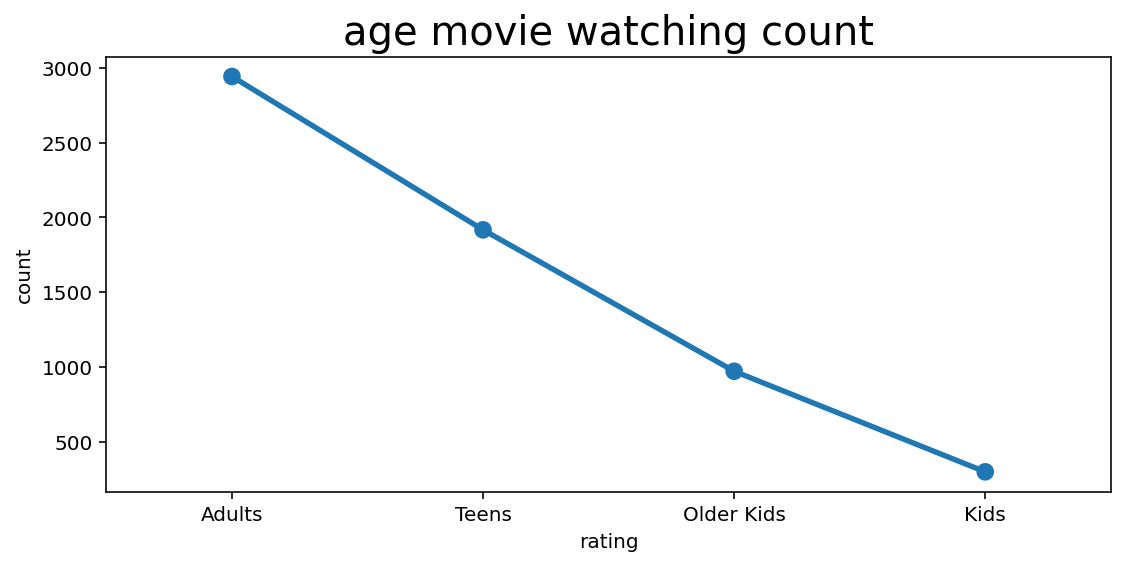 age movie watching count
3000
2500
2000
1500
1000
500
count
Adults Teens Older Kids Kids
rating